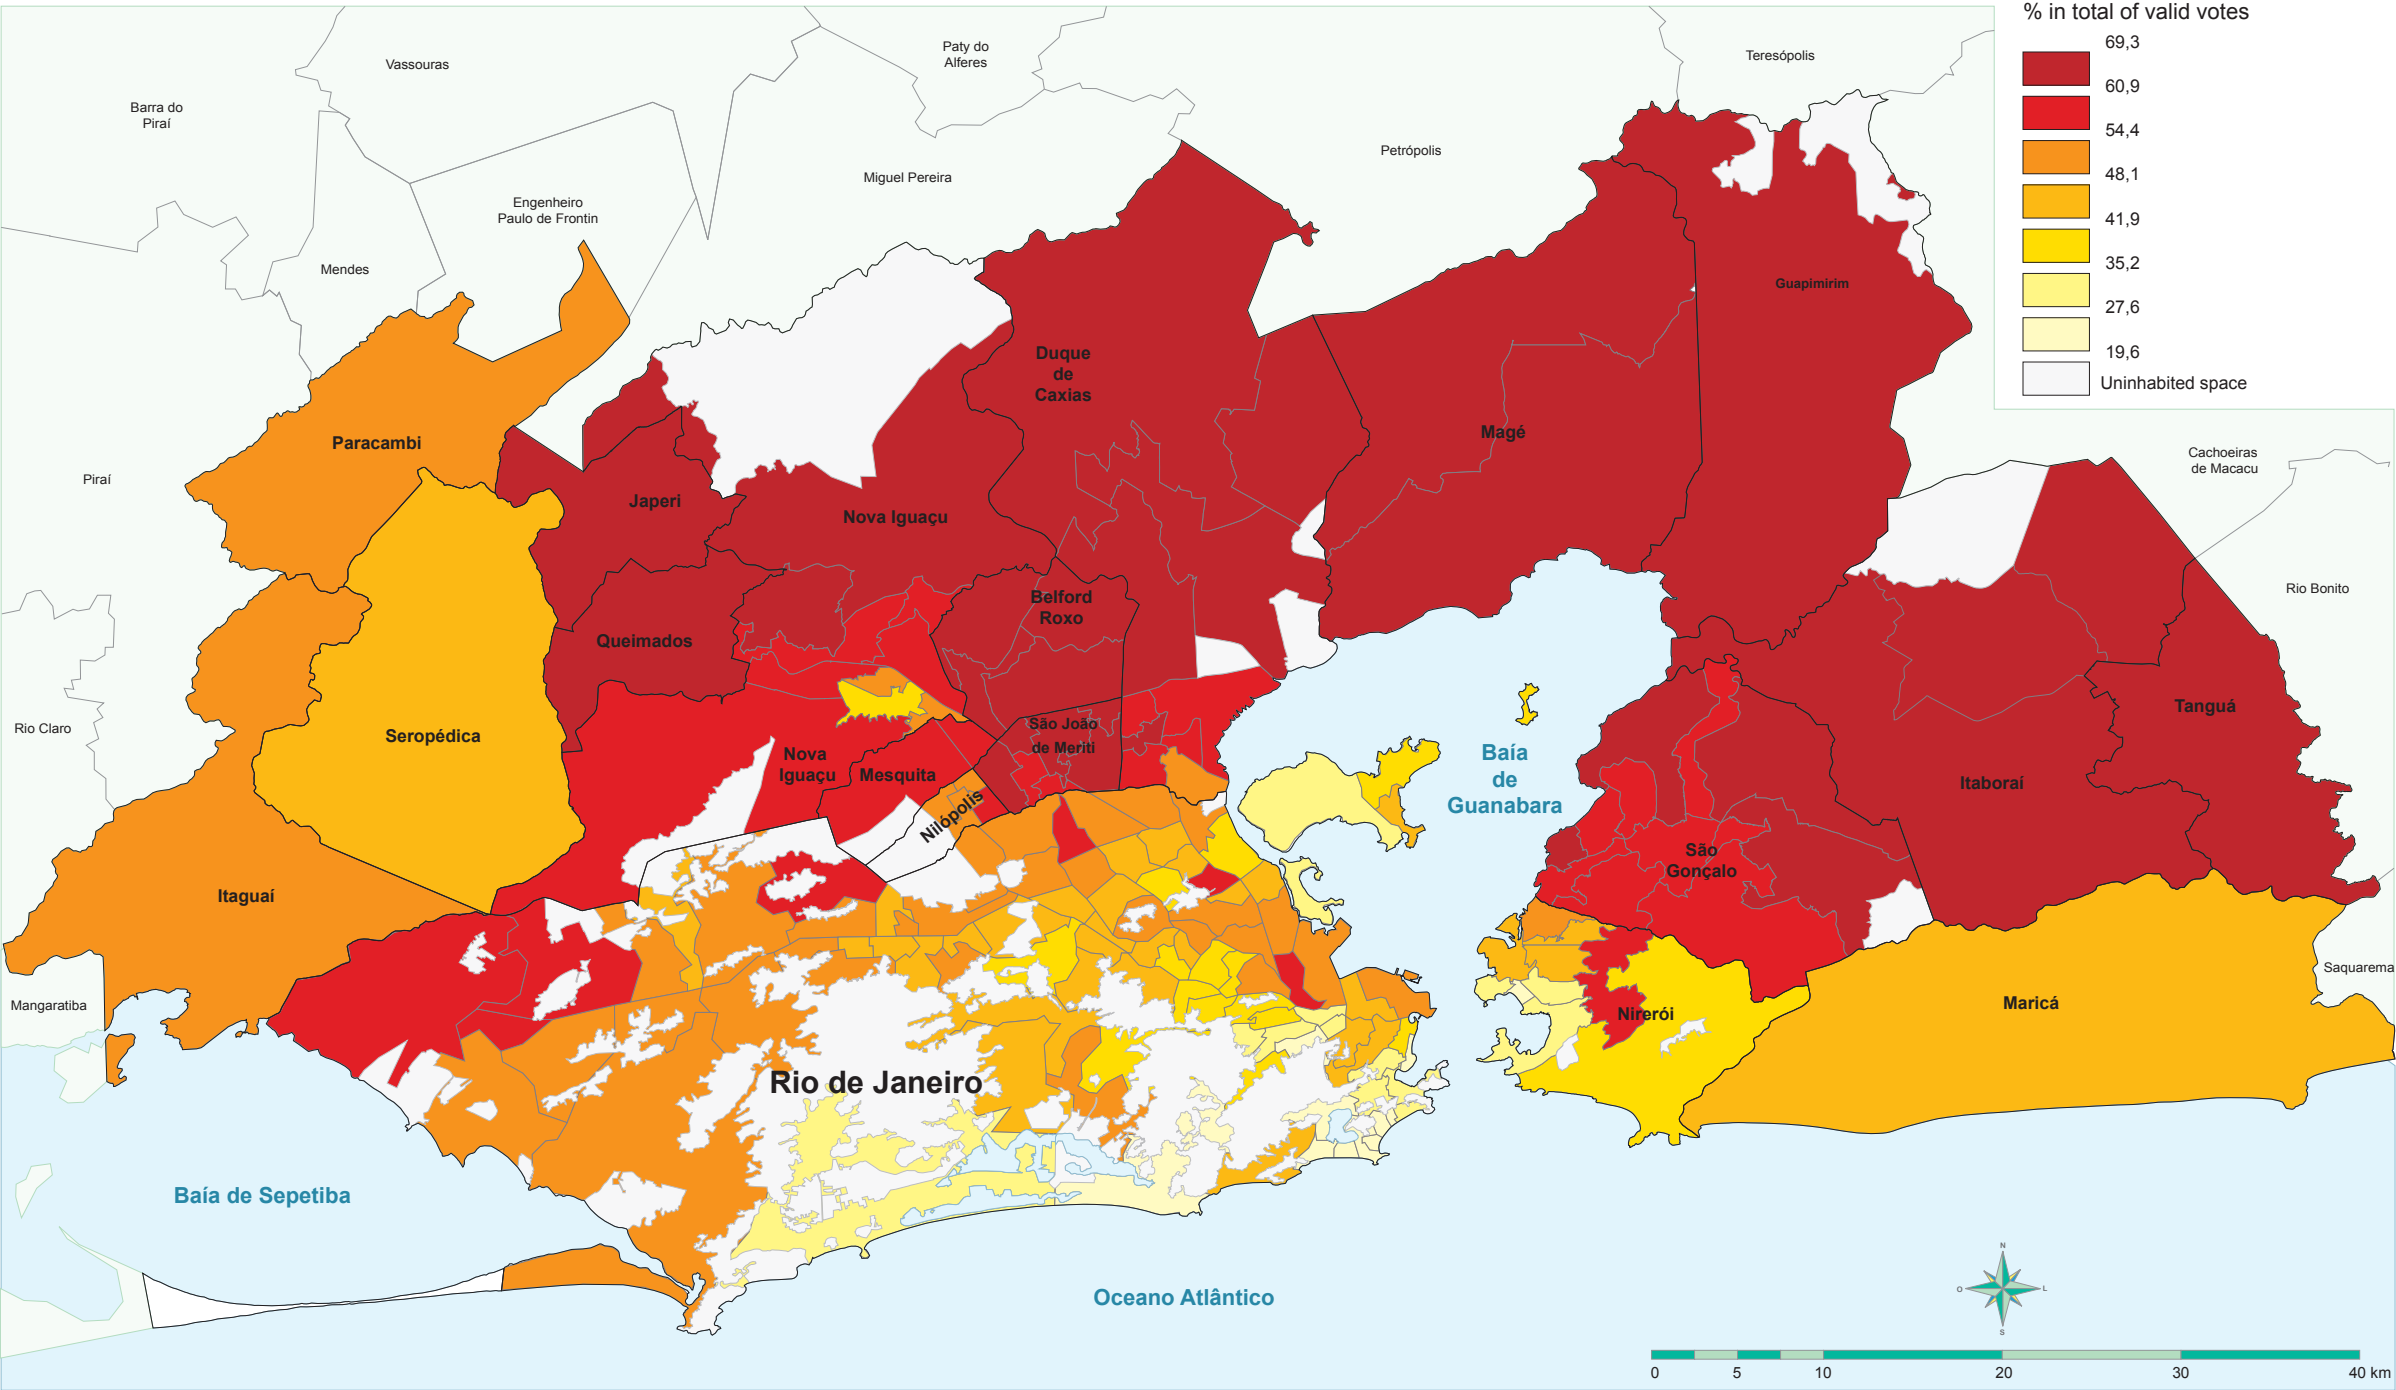 % in total of valid votes
69,3
60,9
54,4
48,1
41,9
35,2
27,6
19,6
Uninhabited space
Vassouras
Paty do
Alferes
Teresópolis
Barra do
Piraí
Petrópolis
Miguel Pereira
Engenheiro
Paulo de Frontin
Mendes
Guapimirim
Duque
de
Caxias
Paracambi
Magé
Cachoeiras
de Macacu
Piraí
Japeri
Nova Iguaçu
Rio Bonito
Belford
Roxo
Queimados
Rio Claro
Seropédica
São João
de Meriti
Tanguá
Nova
Iguaçu
Mesquita
Baía
de
Guanabara
Itaboraí
Nilópolis
São
Gonçalo
Itaguaí
Saquarema
Mangaratiba
Maricá
Nirerói
Rio de Janeiro
Baía de Sepetiba
Oceano Atlântico
N
O
L
S
0
5
10
20
30
40 km